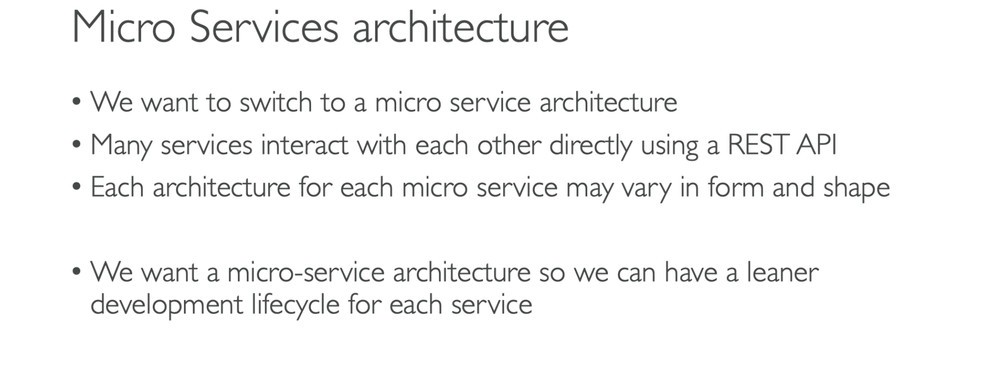 Micro Services architecture
• We want to switch to a micro service architecture
• Many services interact with each other directly using a REST API
• Each architecture for each micro service may vary in form and shape
• We want a micro-service architecture so we can have a leaner
development lifecycle for each service